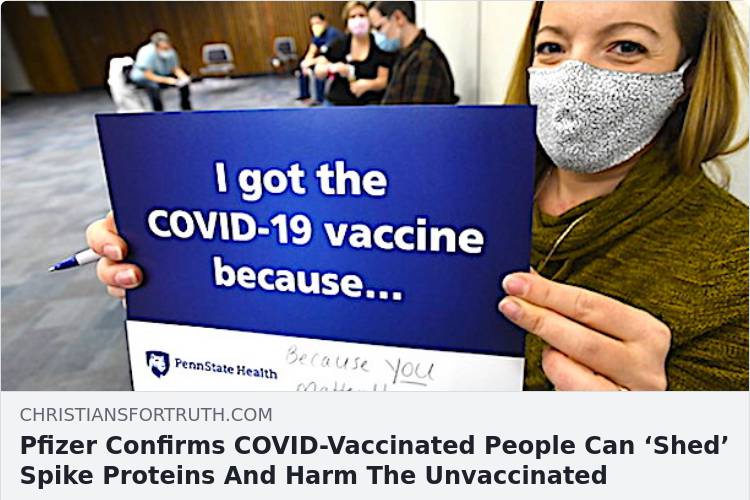 I got the
COVID-19 vaccine
because...
PennState Health
Because YOU
matter!!
CHRISTIANSFORTRUTH.COM
Pfizer Confirms COVID-Vaccinated People Can ‘Shed’
Spike Proteins And Harm The Unvaccinated